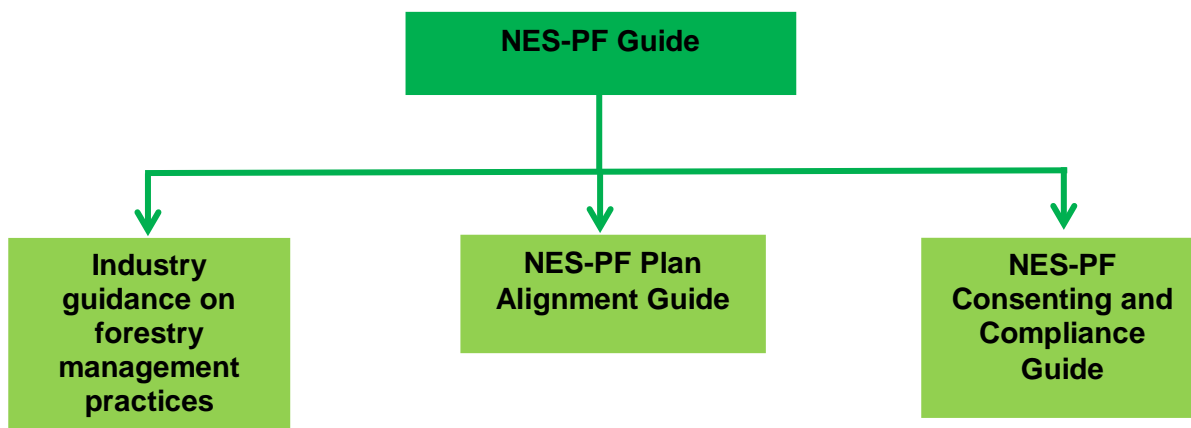 NES-PF Guide
Industry
guidance on
forestry
management
practices
NES-PF Plan
Alignment Guide
NES-PF
Consenting and
Compliance
Guide